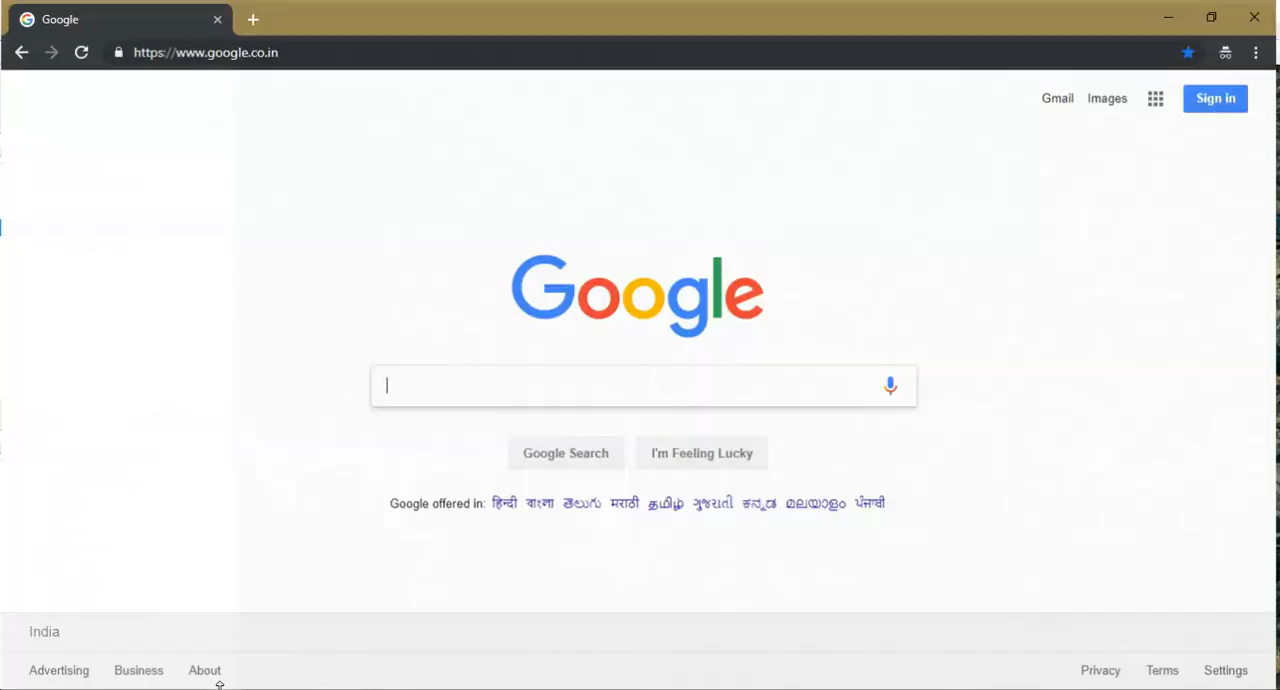 Google
https://www.google.co.in
Gmail Images Sign in
Google
Google Search I'm Feeling Lucky
Google offered in: हिन्दी বাংলা తెలుగు मराठी தமிழ் ગુજરાતી ಕನ್ನಡ മലയാളം ਪੰਜਾਬੀ
India
Advertising Business About Privacy Terms Settings